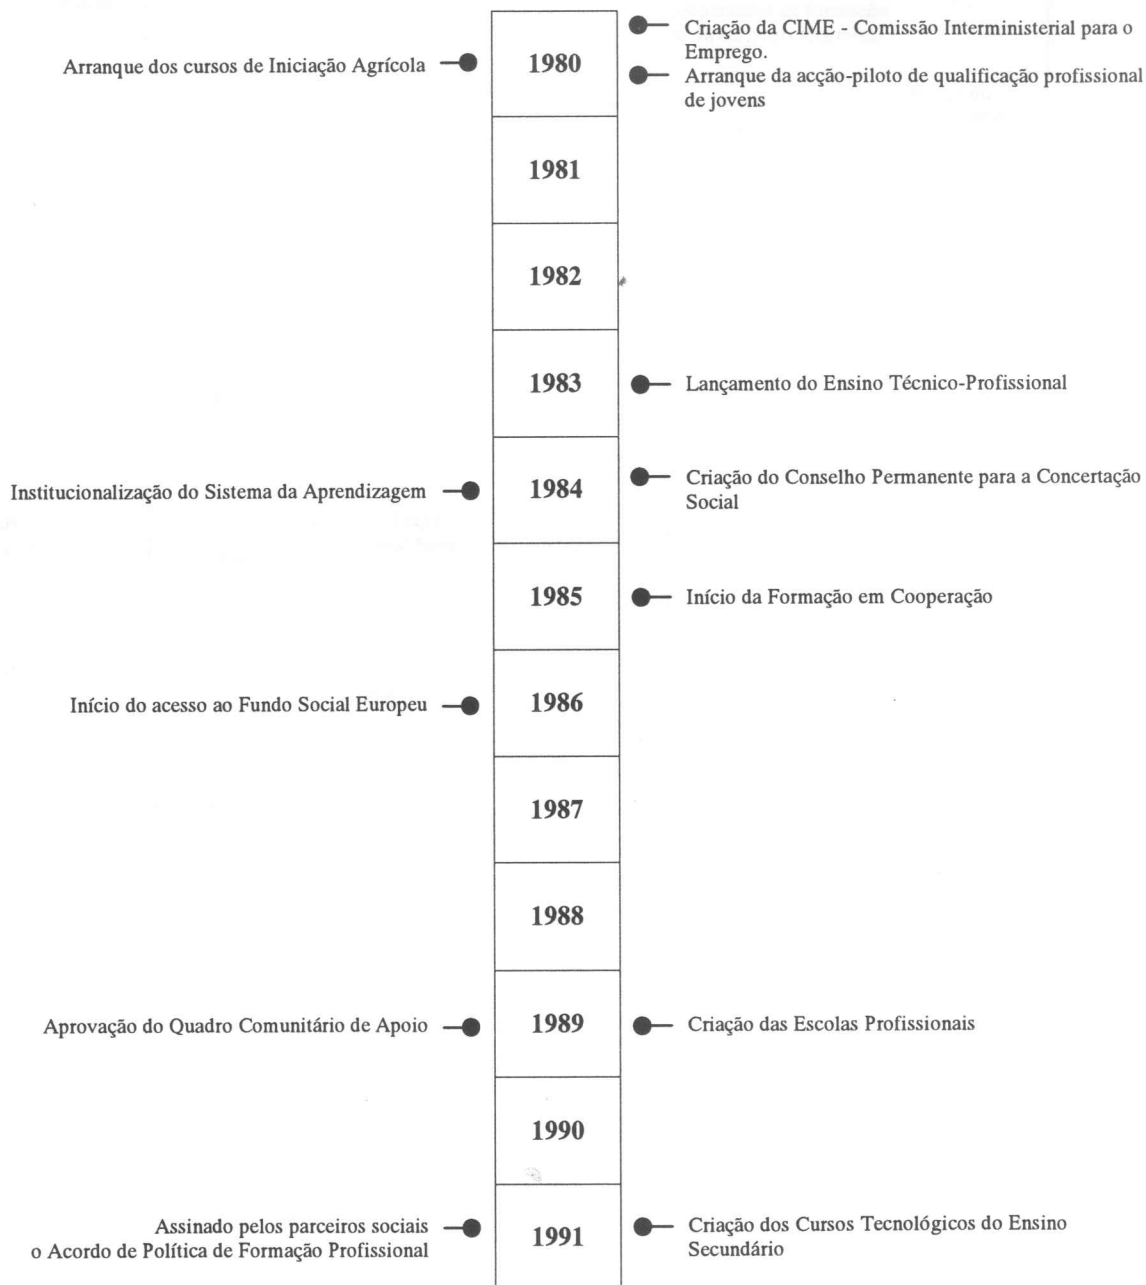 Arranque dos cursos de Iniciação Agrícola
1980
Criação da CIME - Comissão Interministerial para o
Emprego.
Arranque da acção-piloto de qualificação profissional
de jovens
1981
1982
1983
Lançamento do Ensino Técnico-Profissional
Institucionalização do Sistema da Aprendizagem
1984
Criação do Conselho Permanente para a Concertação
Social
1985
Início da Formação em Cooperação
Início do acesso ao Fundo Social Europeu
1986
1987
1988
Aprovação do Quadro Comunitário de Apoio
1989
Criação das Escolas Profissionais
1990
Assinado pelos parceiros sociais
o Acordo de Política de Formação Profissional
1991
Criação dos Cursos Tecnológicos do Ensino
Secundário